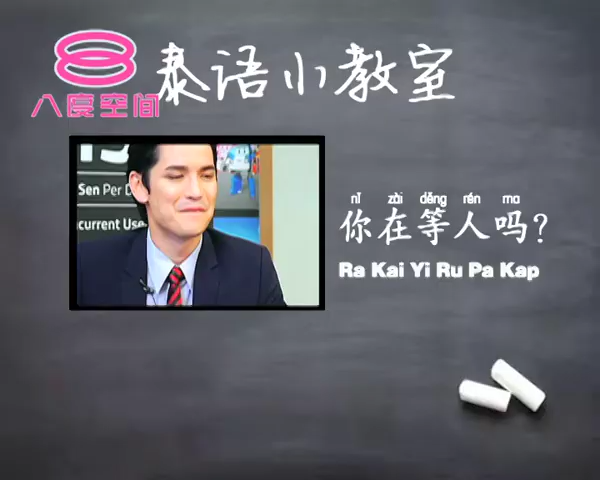 8
八度空间
泰语小教室
Sen Per D
current Use
nǐ zài děng rén ma
你在等人吗？
Ra Kai Yi Ru Pa Kap